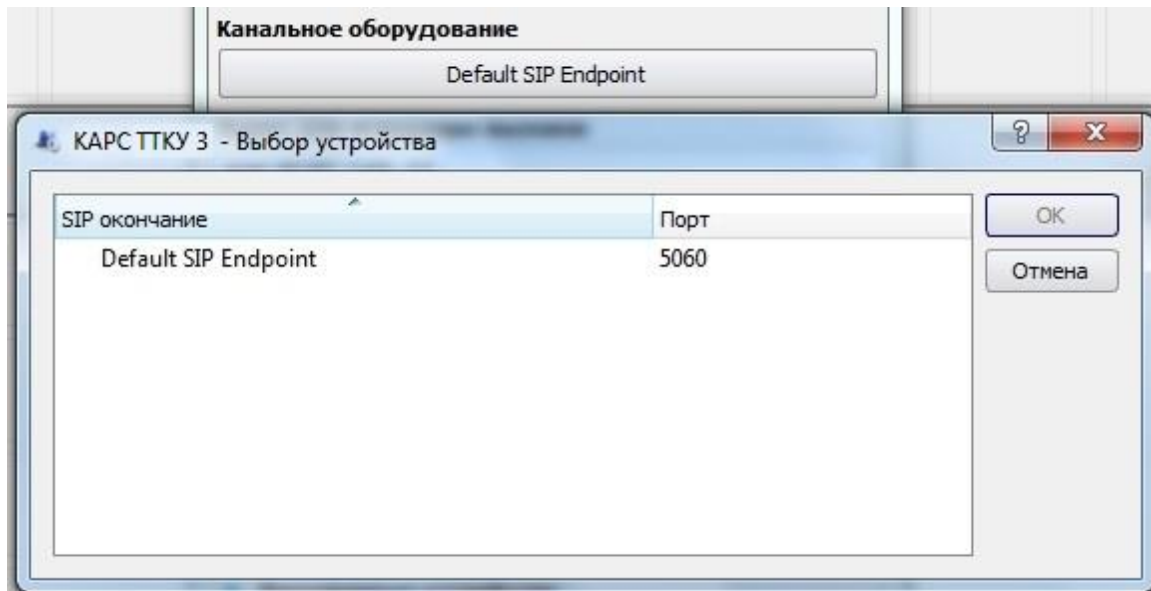 Канальное оборудование
Default SIP Endpoint
КАРС ТТКУ 3 - Выбор устройства
SIP окончание Порт OK
Default SIP Endpoint 5060
Отмена